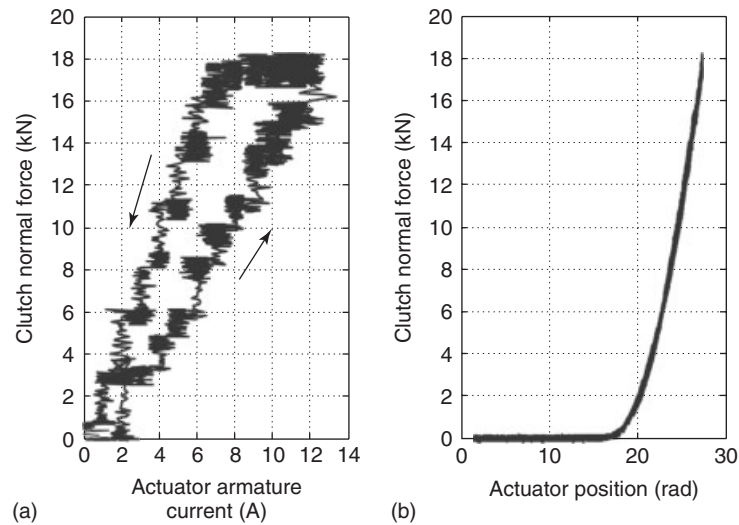 20
18
16
14
12
10
8
6
4
2
0
Clutch normal force (kN)
0 2 4 6 8 10 12 14
Actuator armature
current (A)
(a)
20
18
16
14
12
10
8
6
4
2
0
Clutch normal force (kN)
0 10 20 30
Actuator position (rad)
(b)